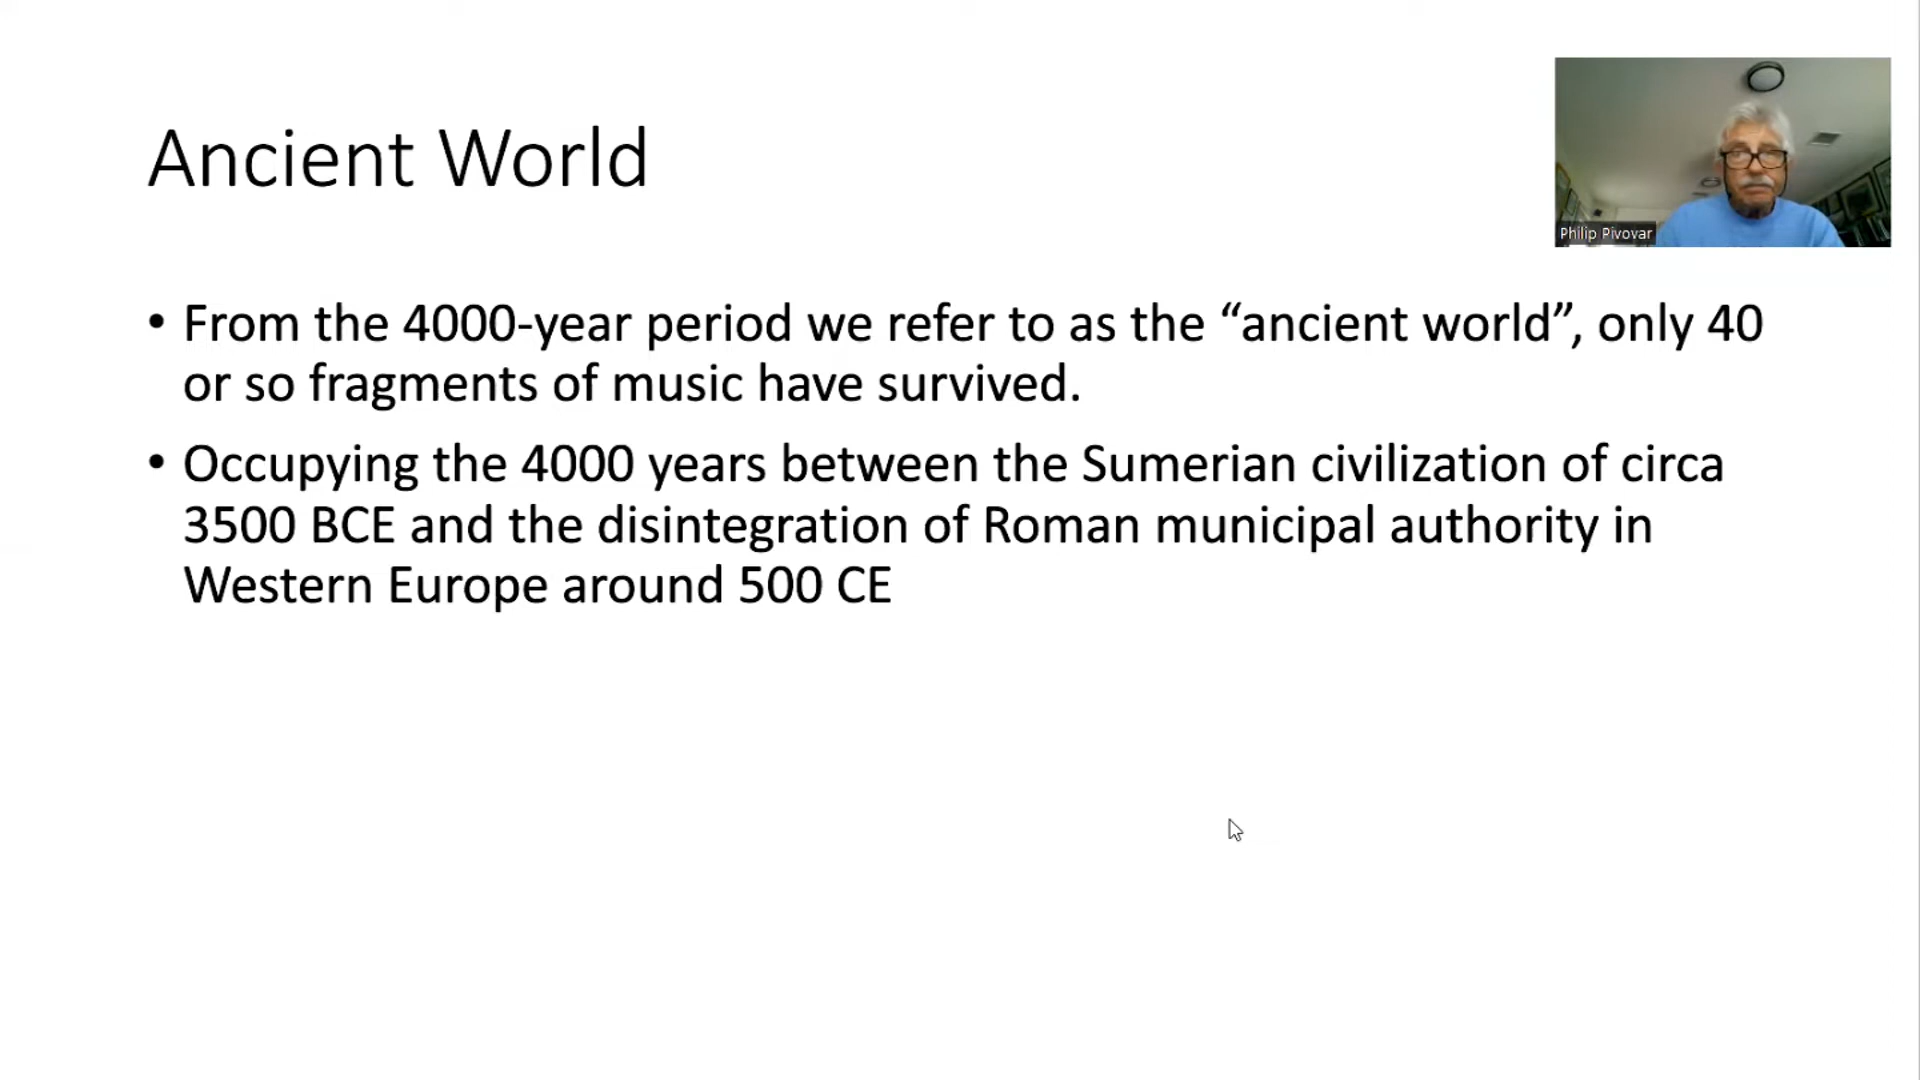 Ancient World
Philip Pivovar
• From the 4000-year period we refer to as the “ancient world”, only 40
or so fragments of music have survived.
• Occupying the 4000 years between the Sumerian civilization of circa
3500 BCE and the disintegration of Roman municipal authority in
Western Europe around 500 CE